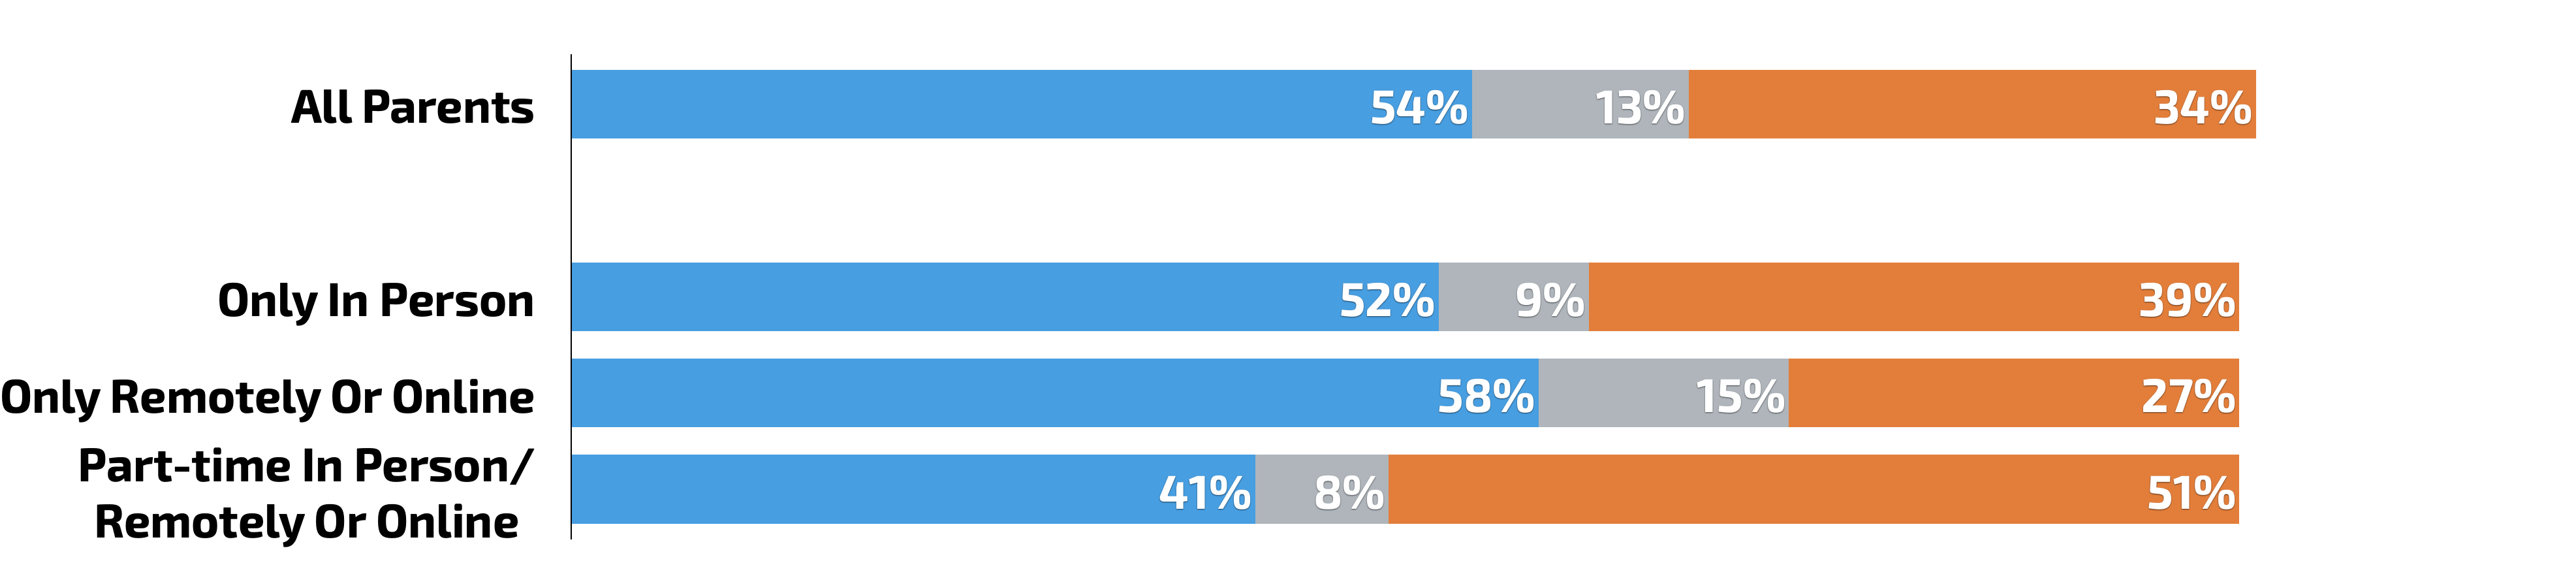 All Parents 54% 13% 34%
Only In Person 52% 9% 39%
Only Remotely Or Online 58% 15% 27%
Part-time In Person/
Remotely Or Online 41% 8% 51%